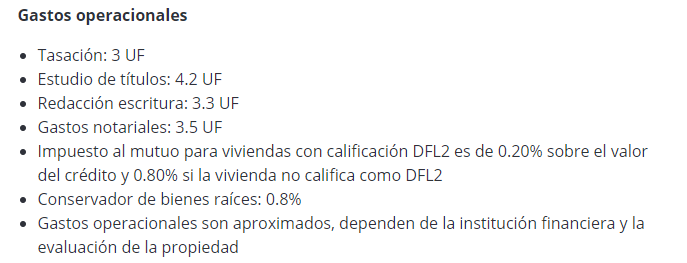 Gastos operacionales
• Tasación: 3 UF
• Estudio de títulos: 4.2 UF
• Redacción escritura: 3.3 UF
• Gastos notariales: 3.5 UF
• Impuesto al mutuo para viviendas con calificación DFL2 es de 0.20% sobre el valor
del crédito y 0.80% si la vivienda no califica como DFL2
• Conservador de bienes raíces: 0.8%
• Gastos operacionales son aproximados, dependen de la institución financiera y la
evaluación de la propiedad